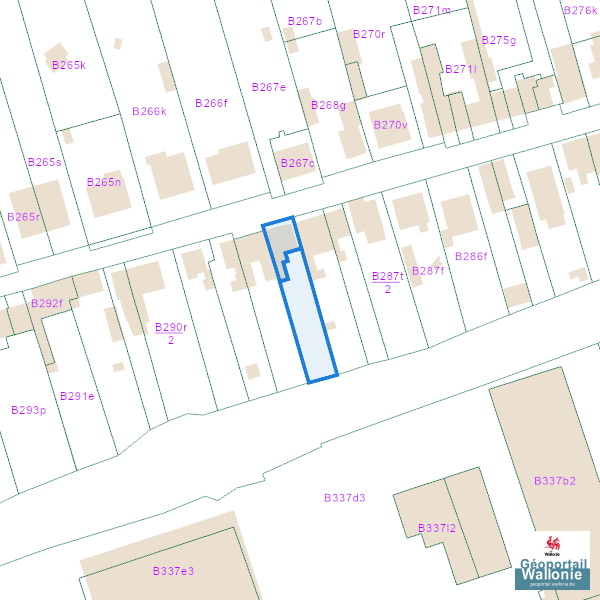 B267b
B271m
B276k
B270r
B275g
B265k
B271l
B267e
B266f
B266k
B268g
B270v
B265s
B267c
B265n
B265r
B286f
B287f
B287t
2
B292f
B290r
2
B291e
B293p
B337b2
B337d3
B337l2
B337e3
Wallonie
Géoportail
Wallonie
geoportail.wallonie.be